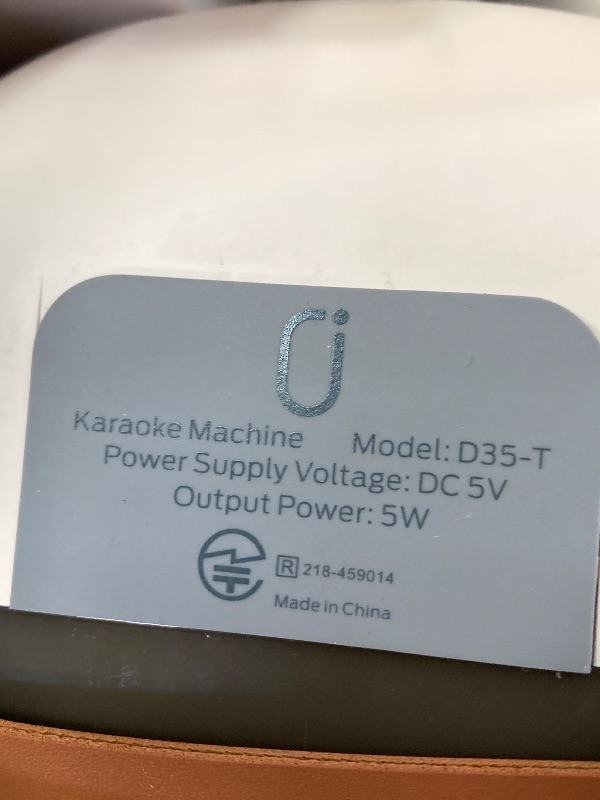 Karaoke Machine Model: D35-T
Power Supply Voltage: DC 5V
Output Power: 5W
R 218-459014
Made in China